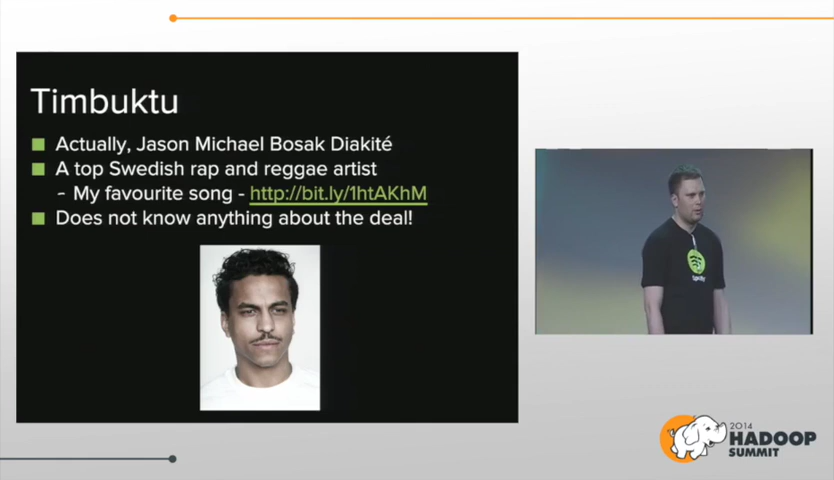 Timbuktu
Actually, Jason Michael Bosak Diakité
A top Swedish rap and reggae artist
- My favourite song - http://bit.ly/1htAKhM
Does not know anything about the deal!
Spotify
2014
HADOOP
SUMMIT